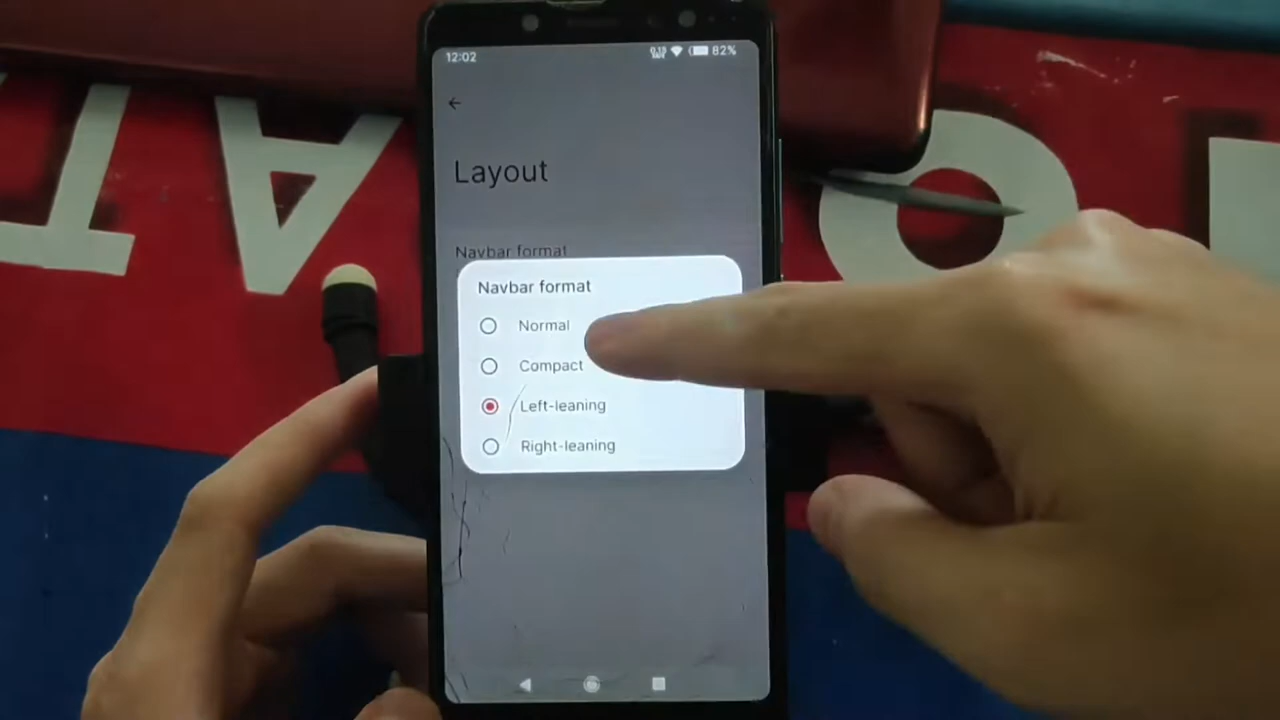 12:02
82%
Layout
Navbar format
Navbar format
Normal
Compact
Left-leaning
Right-leaning